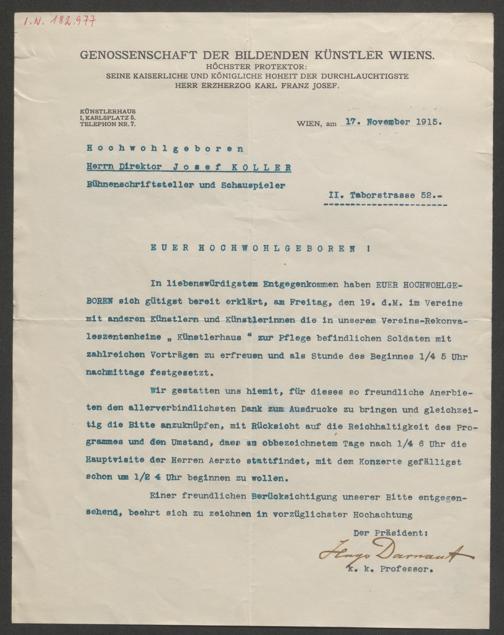 I.N. 182.977
GENOSSENSCHAFT DER BILDENDEN KÜNSTLER WIENS.
HÖCHSTER PROTEKTOR:
SEINE KAISERLICHE UND KÖNIGLICHE HOHEIT DER DURCHLAUCHTIGSTE
HERR ERZHERZOG KARL FRANZ JOSEF.
KÜNSTLERHAUS
I, KARLSPLATZ 5.
TELEPHON NR. 7.
WIEN, am 17. November 1915.
Hochwohlgeboren
Herrn Direktor Josef KOLLER
Bühnenschriftsteller und Schauspieler
II. Taborstrasse 52.-
EUER HOCHWOHLGEBOREN !
In liebenswürdigstem Entgegenkommen haben EUER HOCHWOHLGE-
BOREN sich gütigst bereit erklärt, am Freitag, den 19. d.M. im Vereine
mit anderen Künstlern und Künstlerinnen die in unserem Vereins-Rekonva-
leszentenheime „ Künstlerhaus " zur Pflege befindlichen Soldaten mit
zahlreichen Vorträgen zu erfreuen und als Stunde des Beginnes 1/4 5 Uhr
nachmittags festgesetzt.
Wir gestatten uns hiemit, für dieses so freundliche Anerbie-
ten den allerverbindlichsten Dank zum Ausdrucke zu bringen und gleichzei-
tig die Bitte anzuknüpfen, mit Rücksicht auf die Reichhaltigkeit des Pro-
grammes und den Umstand, dass am obbezeichnetem Tage nach 1/4 6 Uhr die
Hauptvisite der Herren Aerzte stattfindet, mit dem Konzerte gefälligst
schon um 1/2 4 Uhr beginnen zu wollen.
Einer freundlichen Berücksichtigung unserer Bitte entgegen-
sehend, beehrt sich zu zeichnen in vorzüglichster Hochachtung
Der Präsident:
Hugo Darnaut
k. k. Professor.